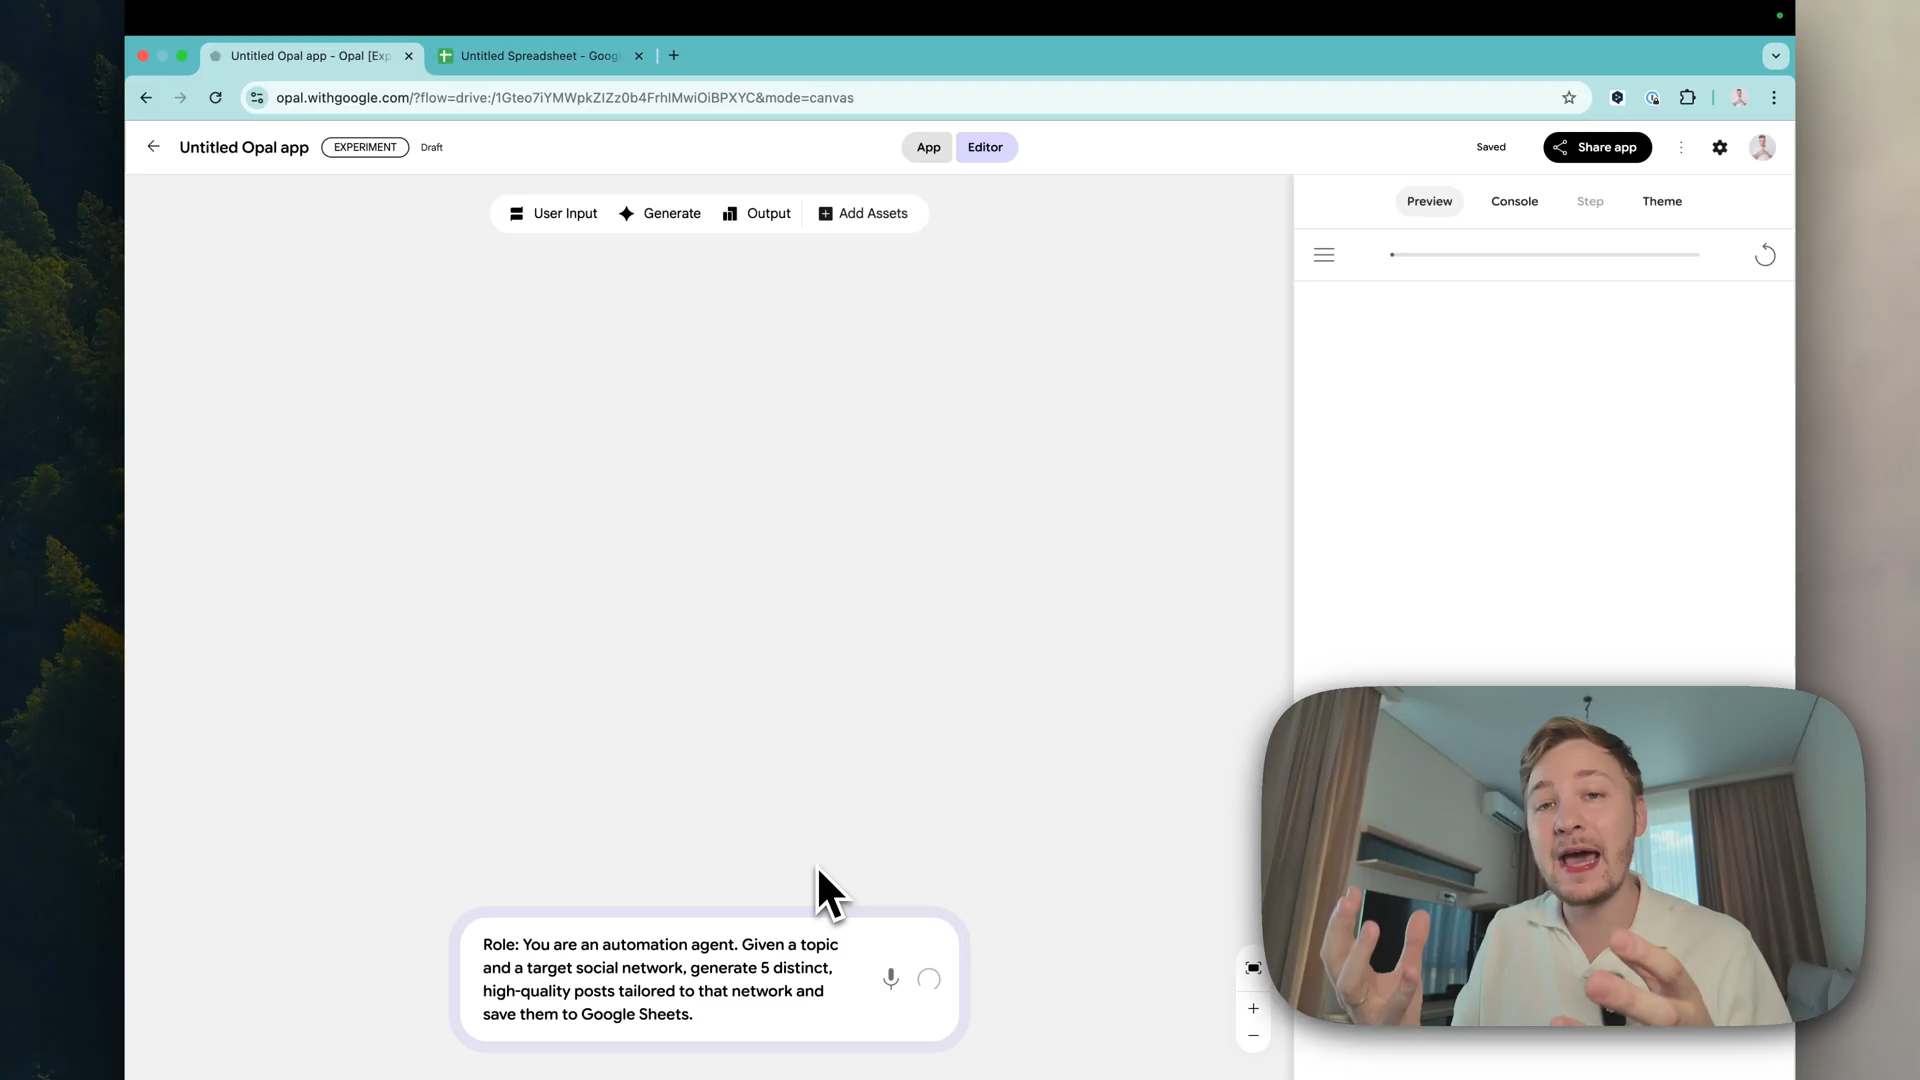 Untitled Opal app - Opal [Exp
Untitled Spreadsheet - Goog
opal.withgoogle.com/?flow=drive:/1Gteo7iYMWpkZIZz0b4FrhIMwiOiBPXYC&mode=canvas
Untitled Opal app
EXPERIMENT
Draft
App
Editor
Saved
Share app
User Input
Generate
Output
Add Assets
Preview
Console
Step
Theme
Role: You are an automation agent. Given a topic
and a target social network, generate 5 distinct,
high-quality posts tailored to that network and
save them to Google Sheets.